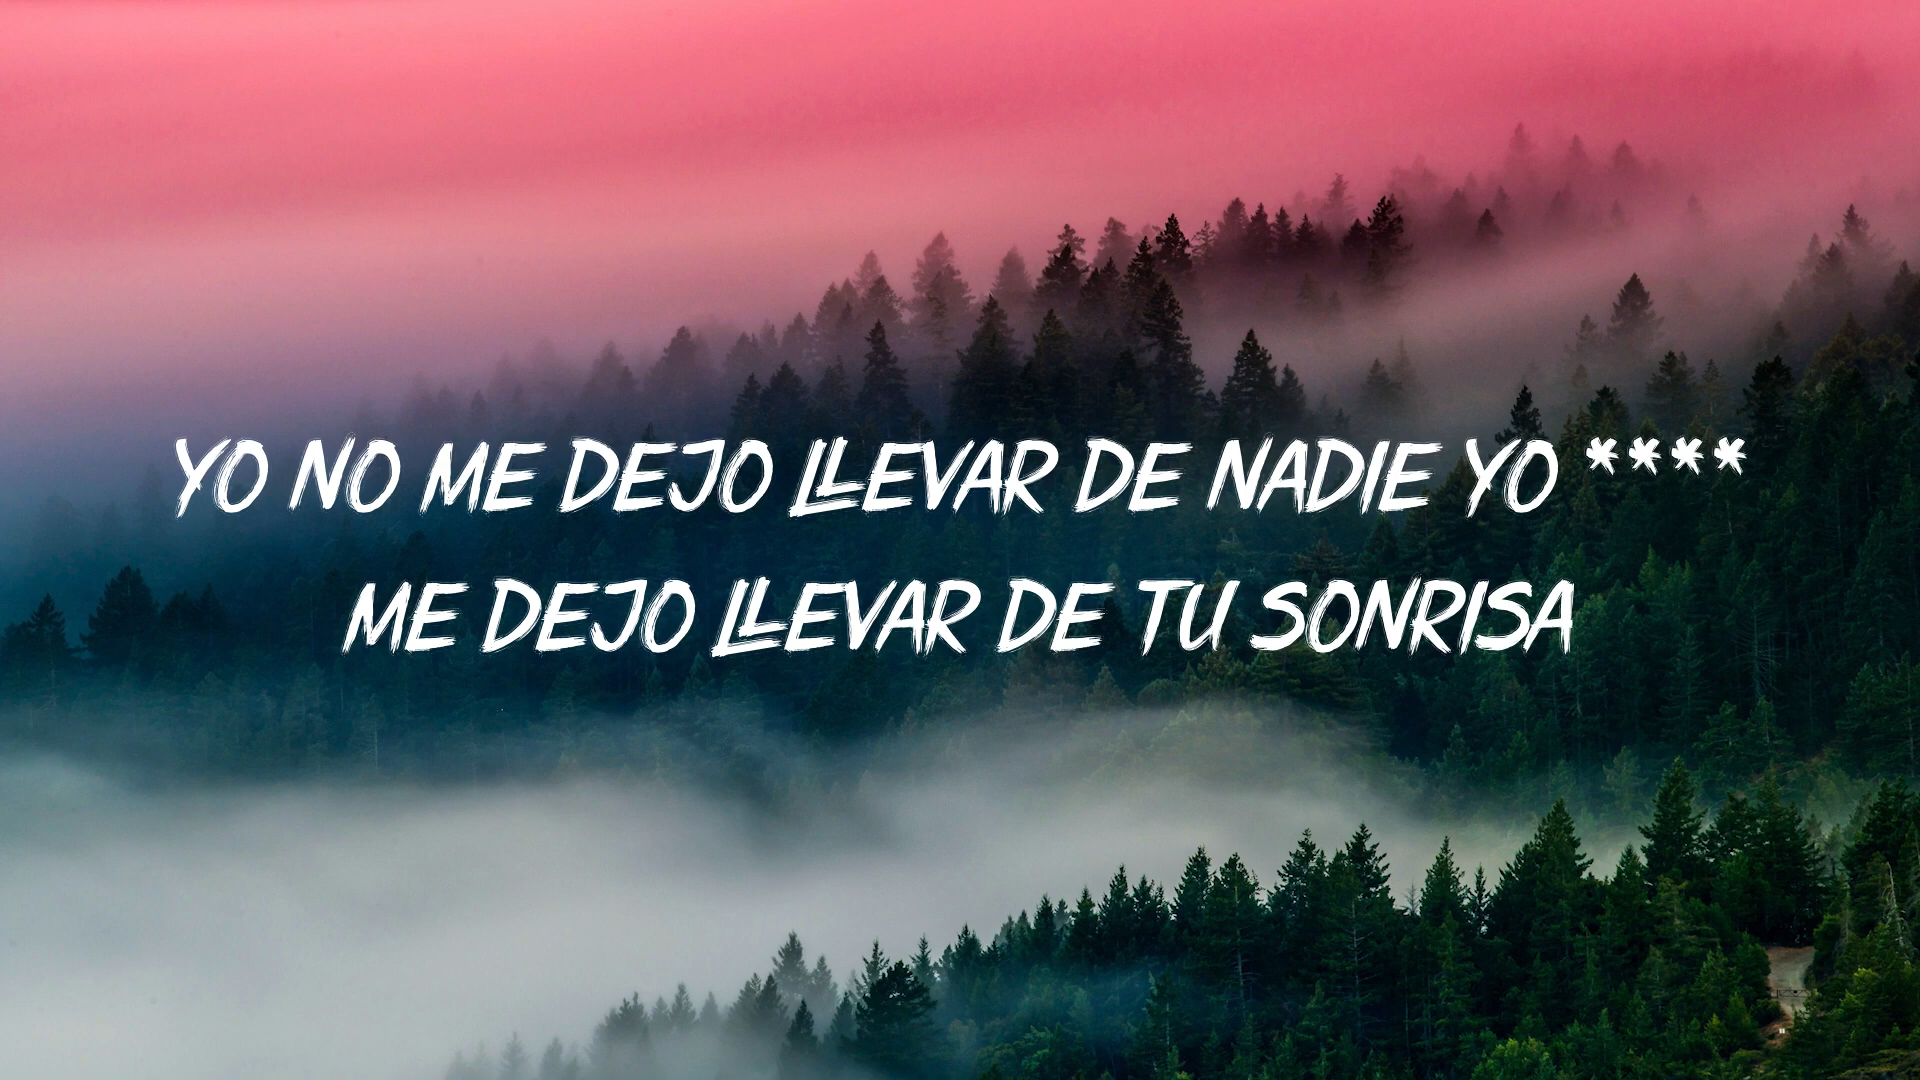 YO NO ME DEJO LLEVAR DE NADIE YO ****
ME DEJO LLEVAR DE TU SONRISA